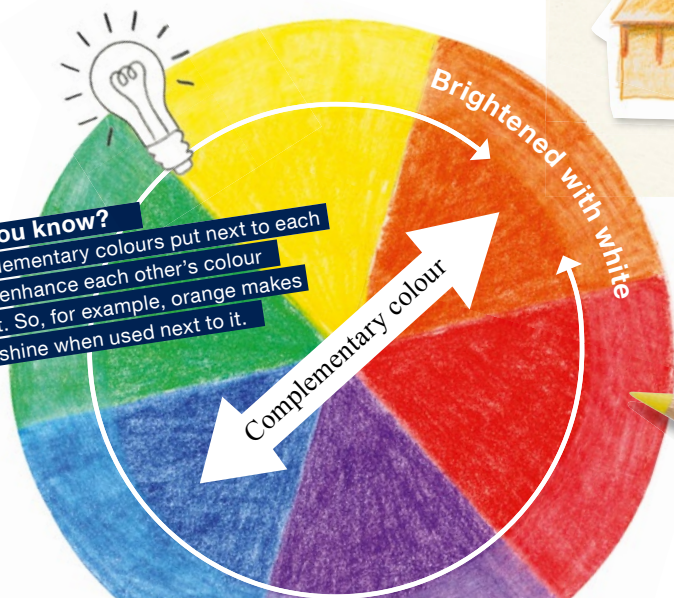 Brightened with white
ou know?
lementary colours put next to each
enhance each other's colour
t. So, for example, orange makes
shine when used next to it.
Complementary colour